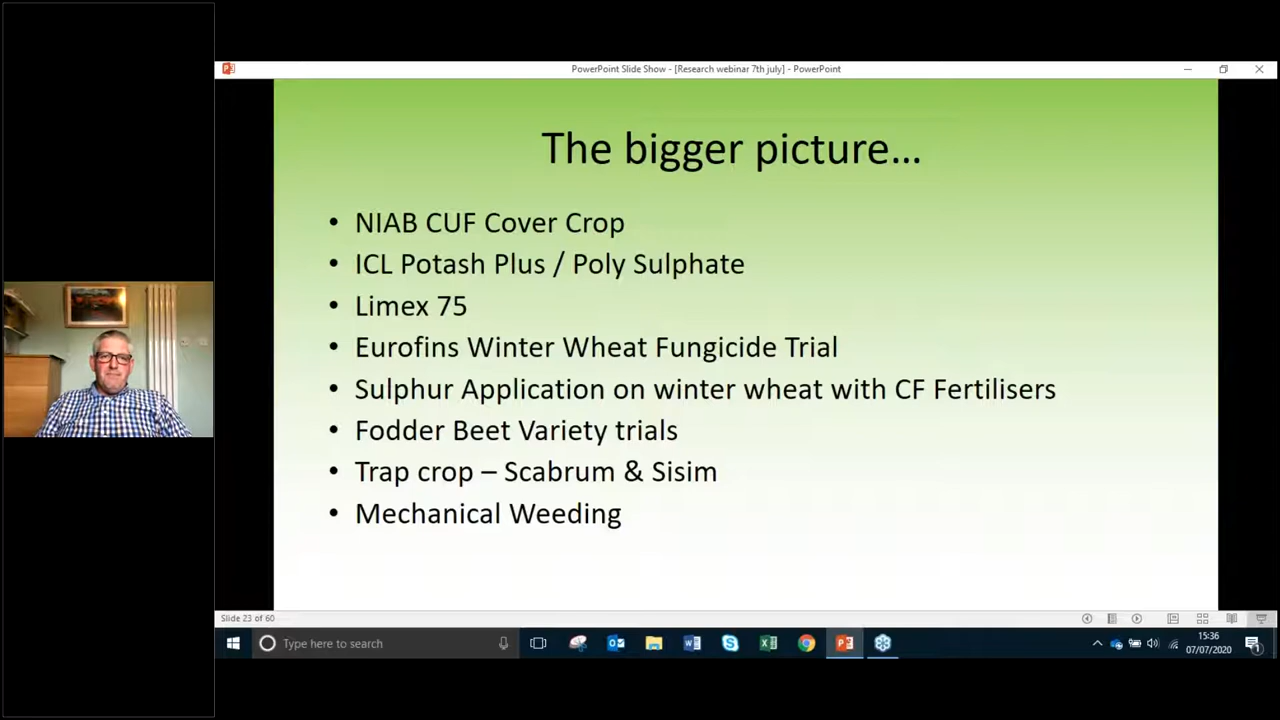 PowerPoint Slide Show - [Research webinar 7th july] - PowerPoint
The bigger picture...
• NIAB CUF Cover Crop
• ICL Potash Plus / Poly Sulphate
• Limex 75
• Eurofins Winter Wheat Fungicide Trial
• Sulphur Application on winter wheat with CF Fertilisers
• Fodder Beet Variety trials
• Trap crop – Scabrum & Sisim
• Mechanical Weeding
Slide 23 of 60
Type here to search
15:36
07/07/2020